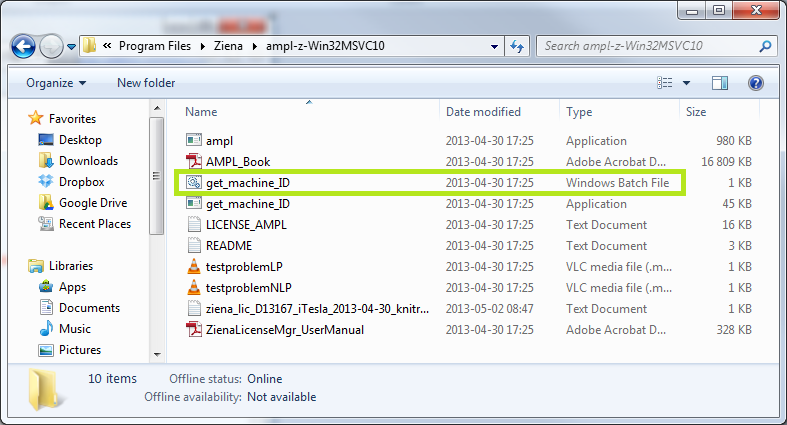 Program Files ▸ Ziena ▸ ampl-z-Win32MSVC10
Search ampl-z-Win32MSVC10
Organize
New folder
Name Date modified Type Size
Favorites
Desktop
Downloads
Dropbox
Google Drive
Recent Places
Libraries
Apps
Documents
Music
Pictures
ampl 2013-04-30 17:25 Application 980 KB
AMPL_Book 2013-04-30 17:25 Adobe Acrobat D... 16 809 KB
get_machine_ID 2013-04-30 17:25 Windows Batch File 1 KB
get_machine_ID 2013-04-30 17:25 Application 45 KB
LICENSE_AMPL 2013-04-30 17:25 Text Document 16 KB
README 2013-04-30 17:25 Text Document 3 KB
testproblemLP 2013-04-30 17:25 VLC media file (.m... 1 KB
testproblemNLP 2013-04-30 17:25 VLC media file (.m... 1 KB
ziena_lic_D13167_iTesla_2013-04-30_knitr... 2013-05-02 08:47 Text Document 1 KB
ZienaLicenseMgr_UserManual 2013-04-30 17:25 Adobe Acrobat D... 328 KB
10 items Offline status: Online
Offline availability: Not available